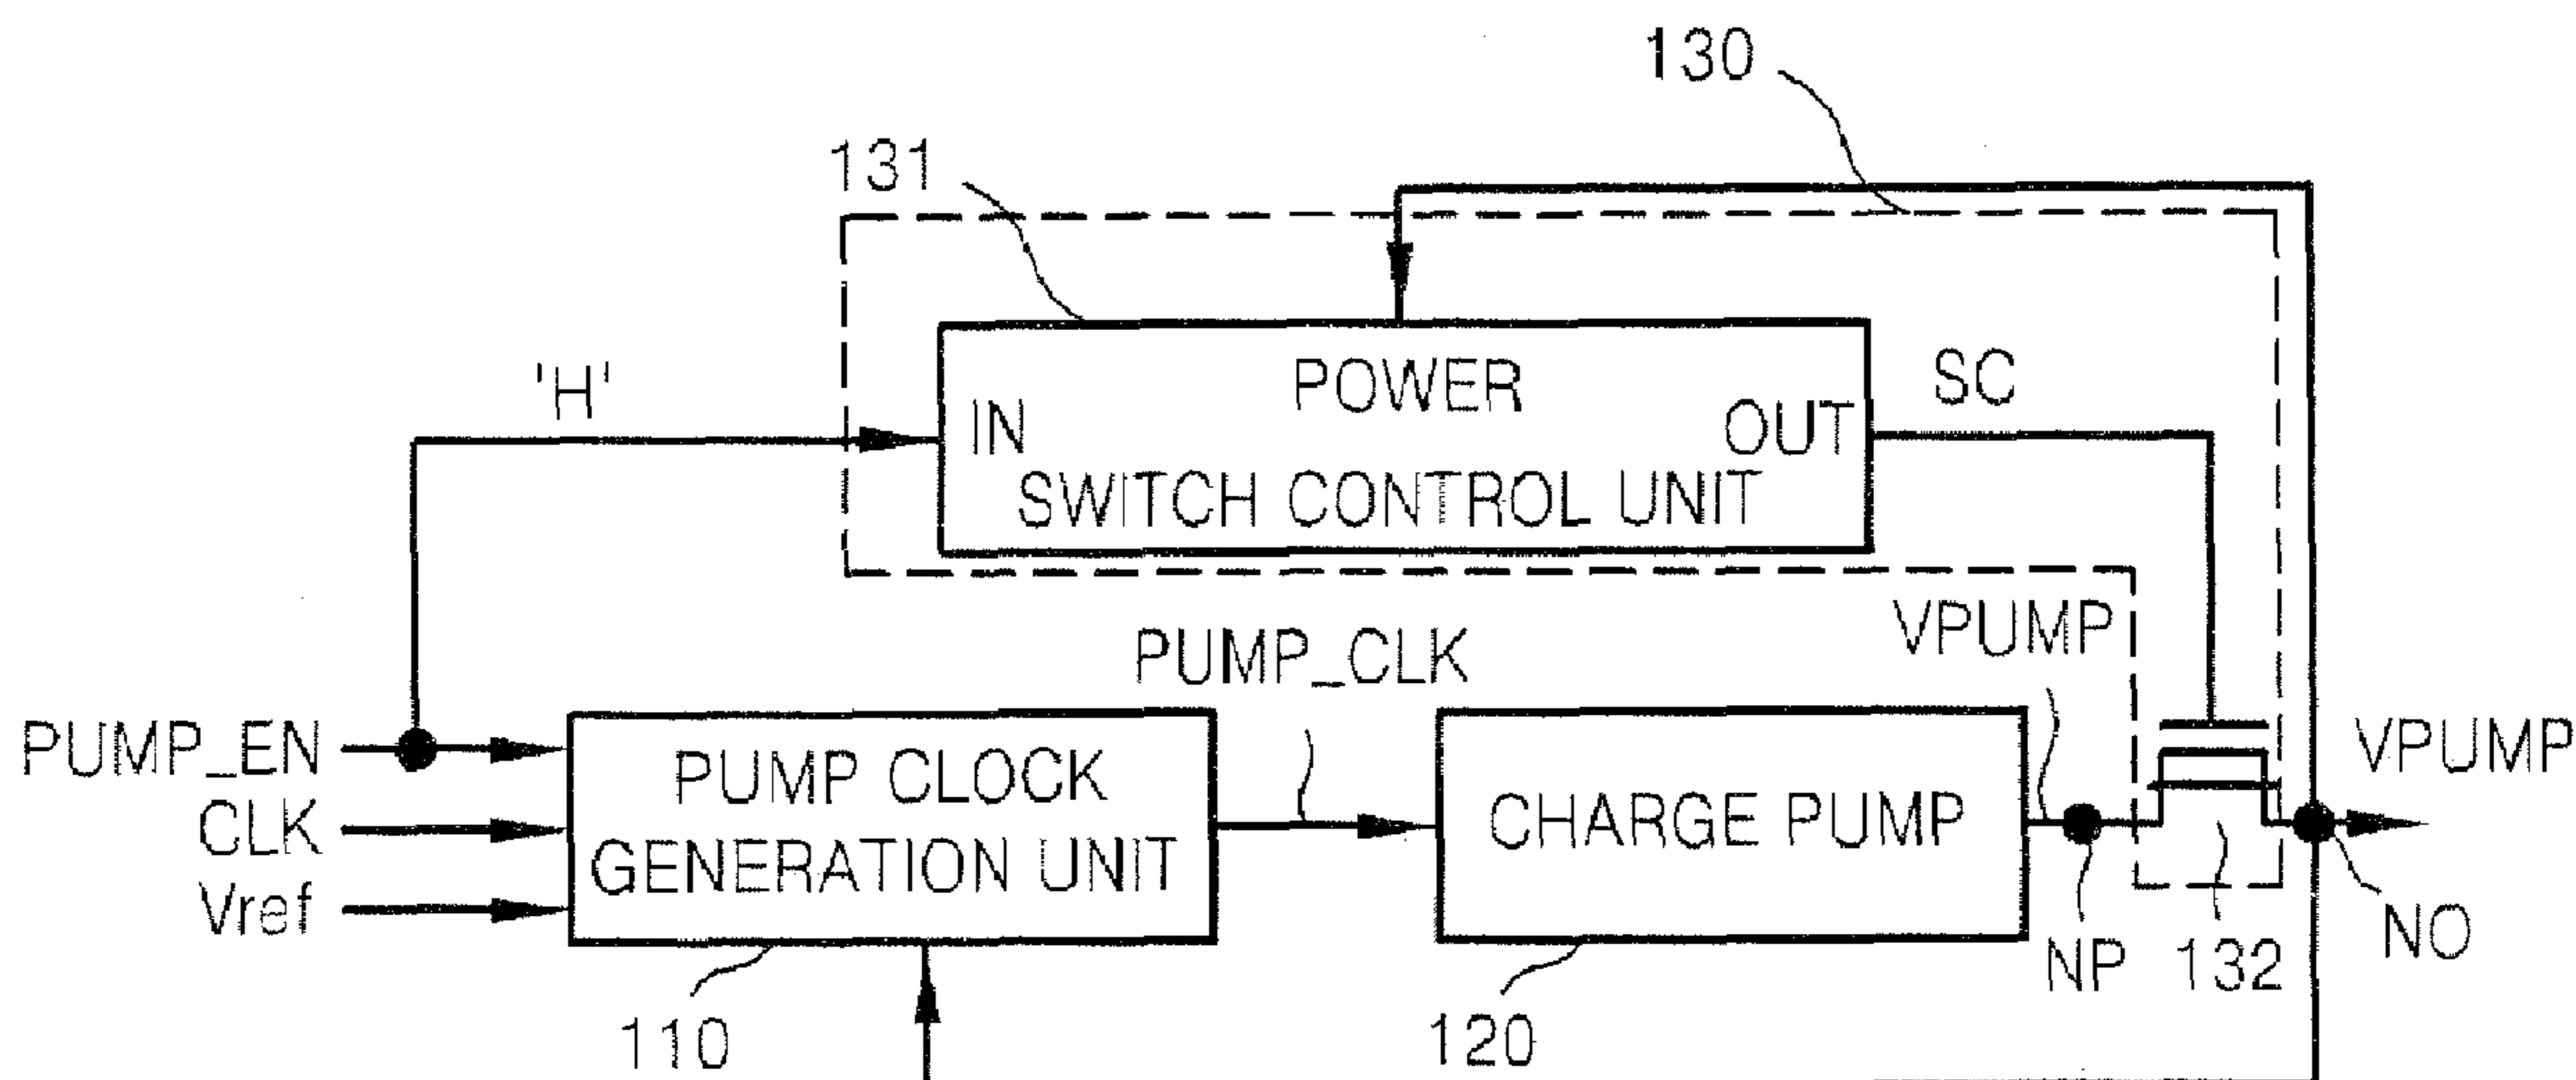 130
131
'H'
POWER
SC
IN
OUT
SWITCH CONTROL UNIT
VPUMP
PUMP_CLK
PUMP_EN
PUMP CLOCK
VPUMP
CLK
CHARGE PUMP
GENERATION UNIT
Vref
NO
NP
132
110
120